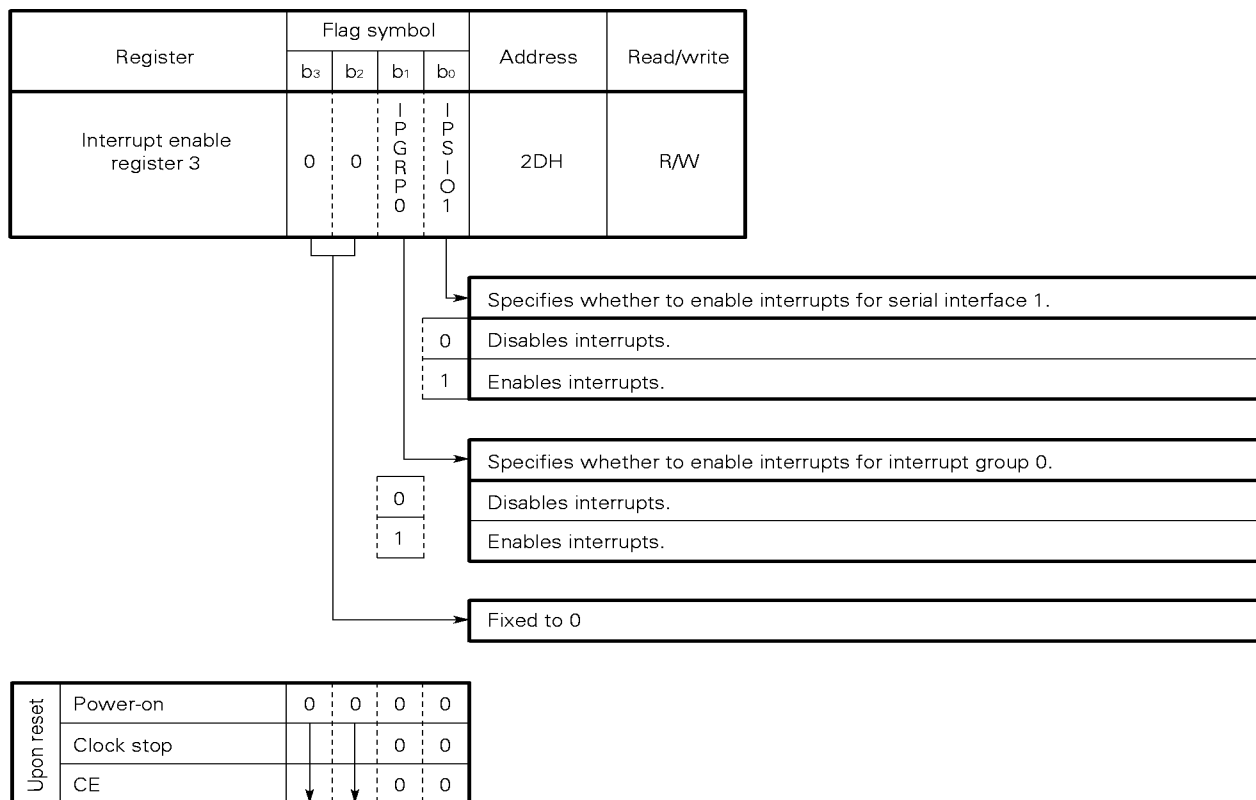 Register Flag symbol Address Read/write
b3 b2 b1 b0
Interrupt enable register 3 0 0 IPGRP0 IPSIO1 2DH R/W
Specifies whether to enable interrupts for serial interface 1.
0 Disables interrupts.
1 Enables interrupts.
Specifies whether to enable interrupts for interrupt group 0.
0 Disables interrupts.
1 Enables interrupts.
Fixed to 0
Upon reset
Power-on 0 0 0 0
Clock stop 0 0
CE 0 0